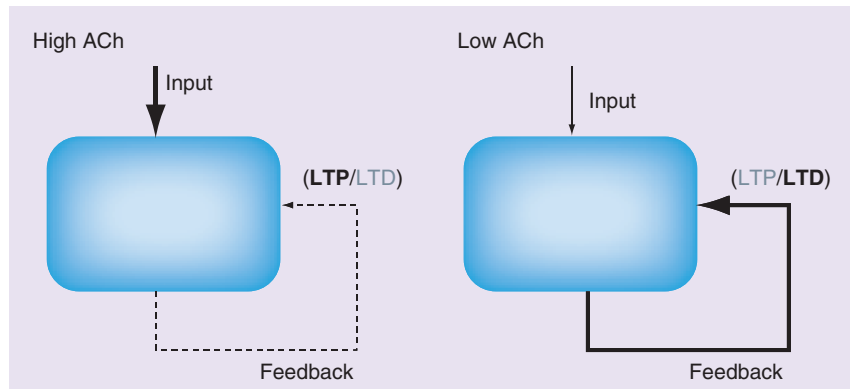 High ACh
Input
(LTP/LTD)
Feedback
Low ACh
Input
(LTP/LTD)
Feedback